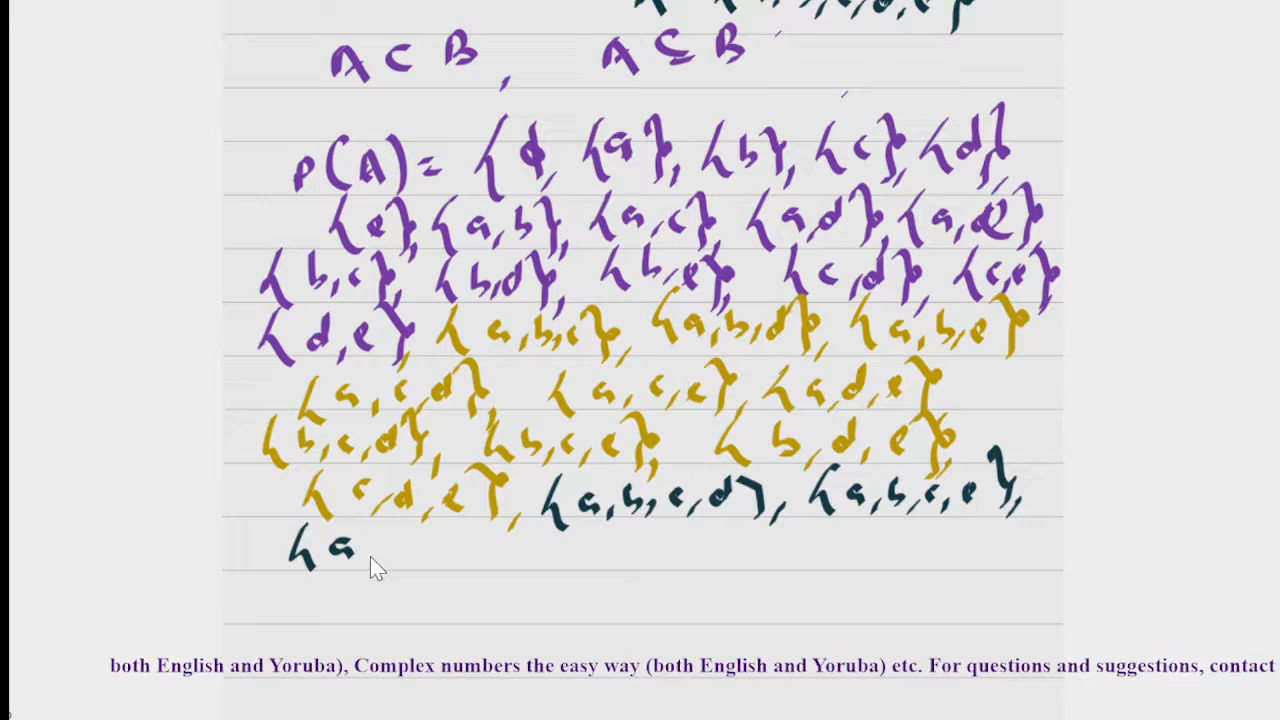 A ⊂ B, A ⊆ B
P(A) = {ϕ, {a}, {b}, {c}, {d},
{e}, {a,b}, {a,c}, {a,d}, {a,e}
{b,c}, {b,d}, {b,e}, {c,d}, {c,e},
{d,e}, {a,b,c}, {a,b,d}, {a,b,e}
{a,c,d}, {a,c,e}, {a,d,e}
{b,c,d}, {b,c,e}, {b,d,e},
{c,d,e}, {a,b,c,d}, {a,b,c,e},
{a
both English and Yoruba), Complex numbers the easy way (both English and Yoruba) etc. For questions and suggestions, contact